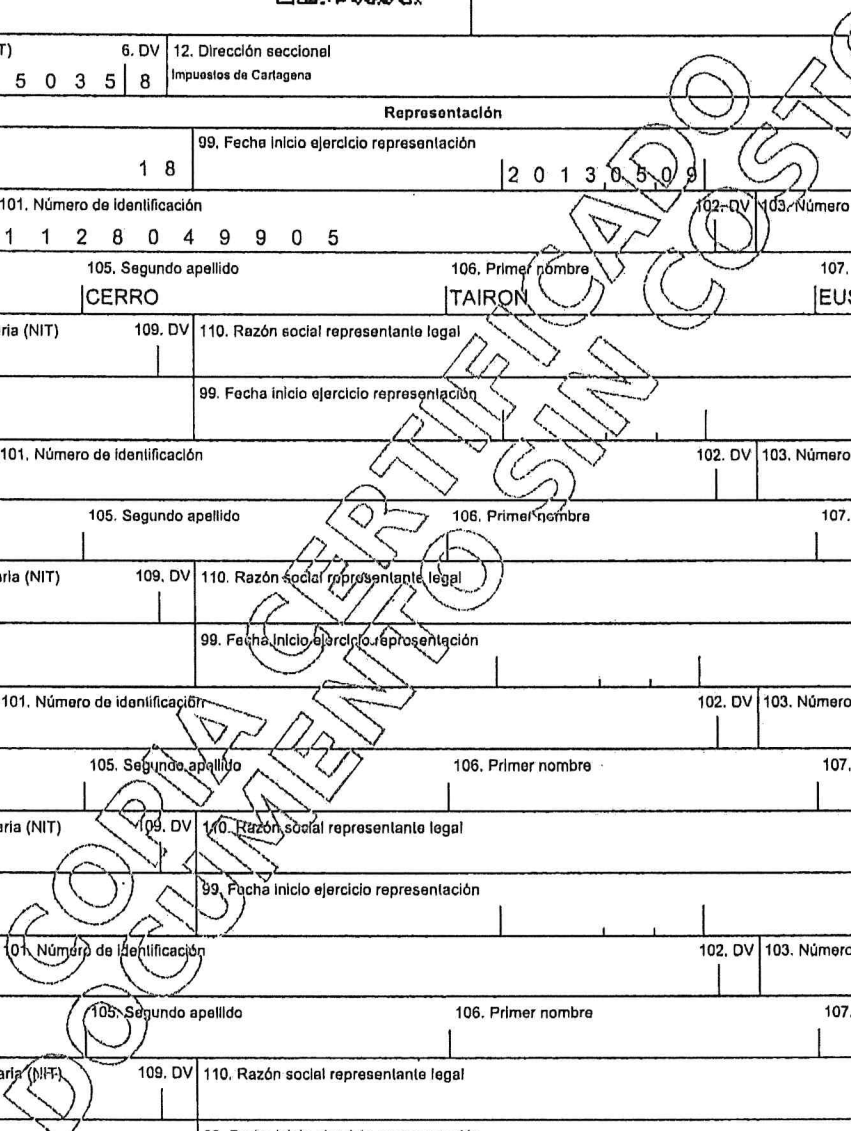 T) 6. DV 12. Dirección seccional
5 0 3 5 8 Impuestos de Cartagena
Representación
99. Fecha inicio ejercicio representación
1 8 2 0 1 3 0 5 0 9
101. Número de identificación 102. DV 103. Número
1 1 2 8 0 4 9 9 0 5
105. Segundo apellido 106. Primer nombre 107.
CERRO TAIRON EUS
ria (NIT) 109. DV 110. Razón social representante legal
99. Fecha inicio ejercicio representación
101. Número de identificación 102. DV 103. Número
105. Segundo apellido 106. Primer nombre 107.
aria (NIT) 109. DV 110. Razón social representante legal
99. Fecha inicio ejercicio representación
101. Número de identificación 102. DV 103. Número
105. Segundo apellido 106. Primer nombre 107.
aria (NIT) 109. DV 110. Razón social representante legal
99. Fecha inicio ejercicio representación
101. Número de identificación 102. DV 103. Número
105. Segundo apellido 106. Primer nombre 107.
aria (NIT) 109. DV 110. Razón social representante legal
COPIA CERTIFICADO
DOCUMENTO SIN COSTO